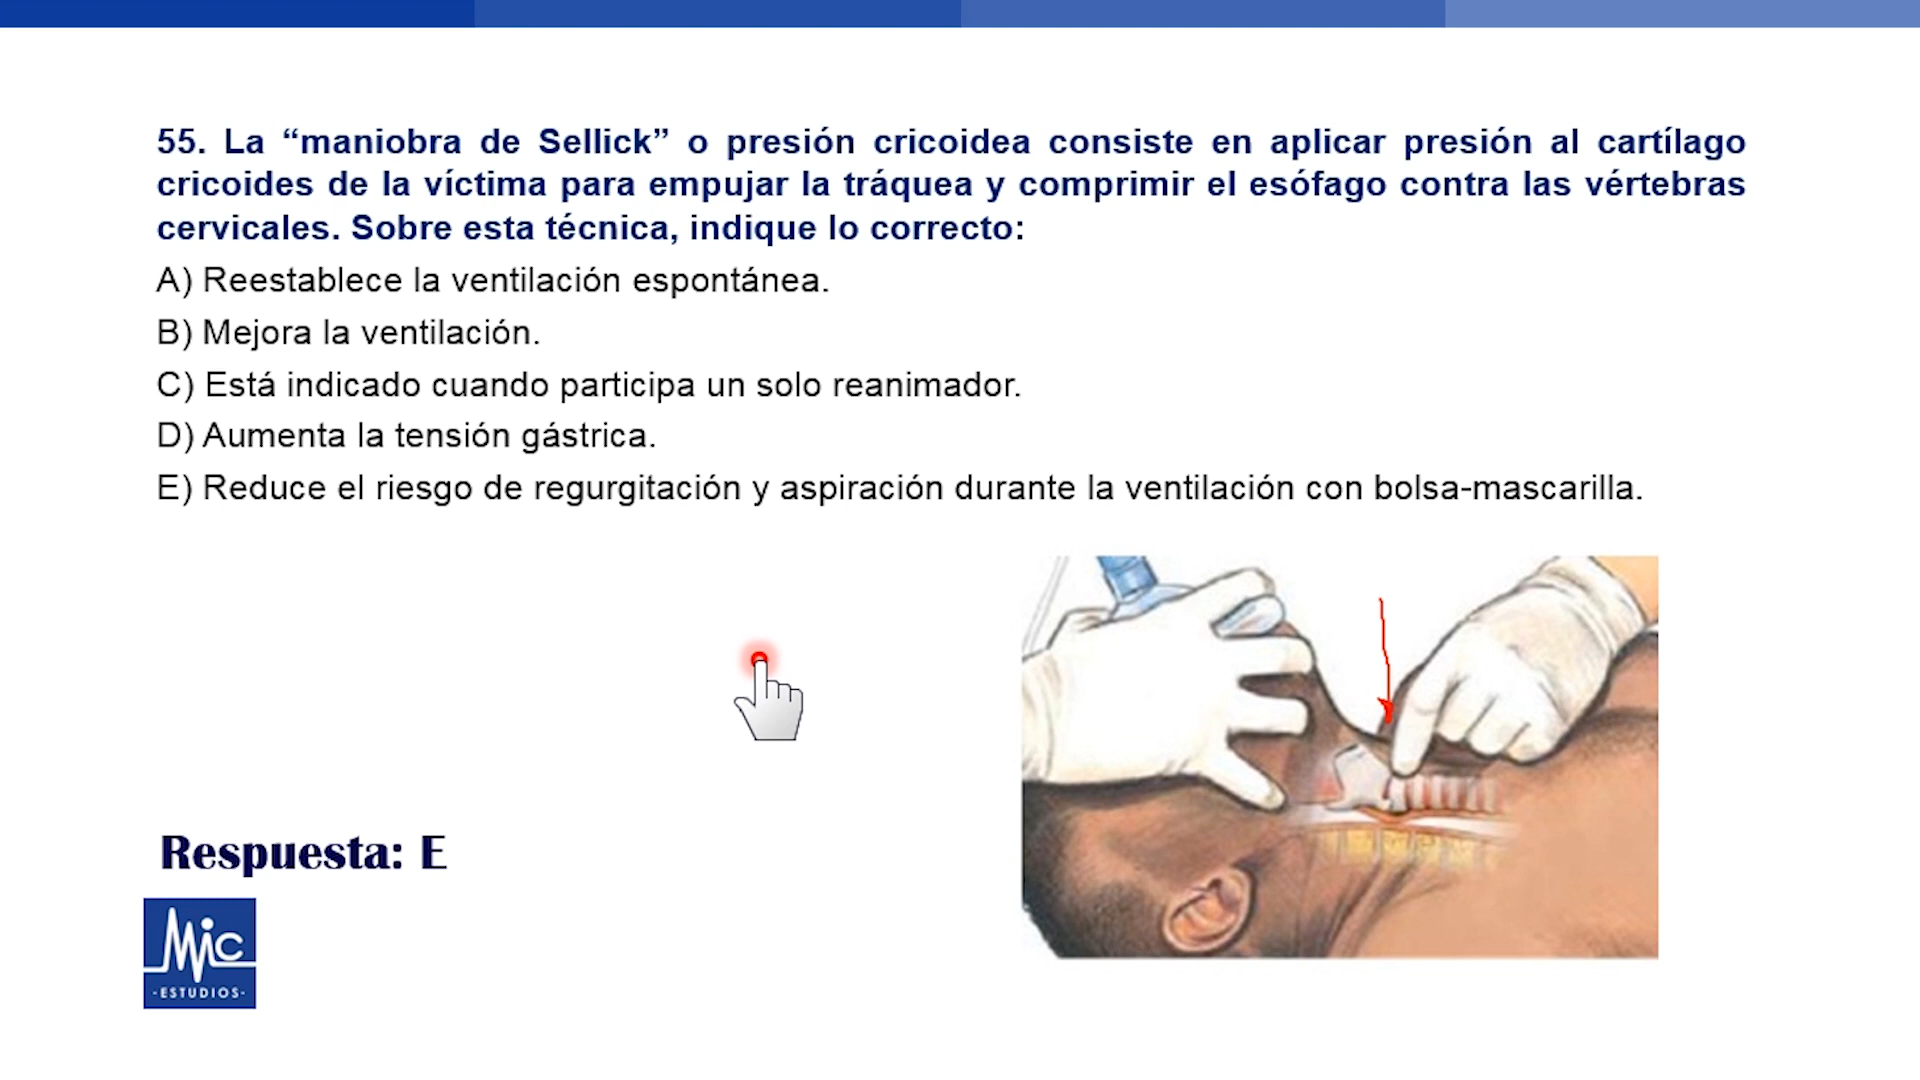 55. La “maniobra de Sellick” o presión cricoidea consiste en aplicar presión al cartílago
cricoides de la víctima para empujar la tráquea y comprimir el esófago contra las vértebras
cervicales. Sobre esta técnica, indique lo correcto:
A) Reestablece la ventilación espontánea.
B) Mejora la ventilación.
C) Está indicado cuando participa un solo reanimador.
D) Aumenta la tensión gástrica.
E) Reduce el riesgo de regurgitación y aspiración durante la ventilación con bolsa-mascarilla.
Respuesta: E
Mic
·ESTUDIOS·